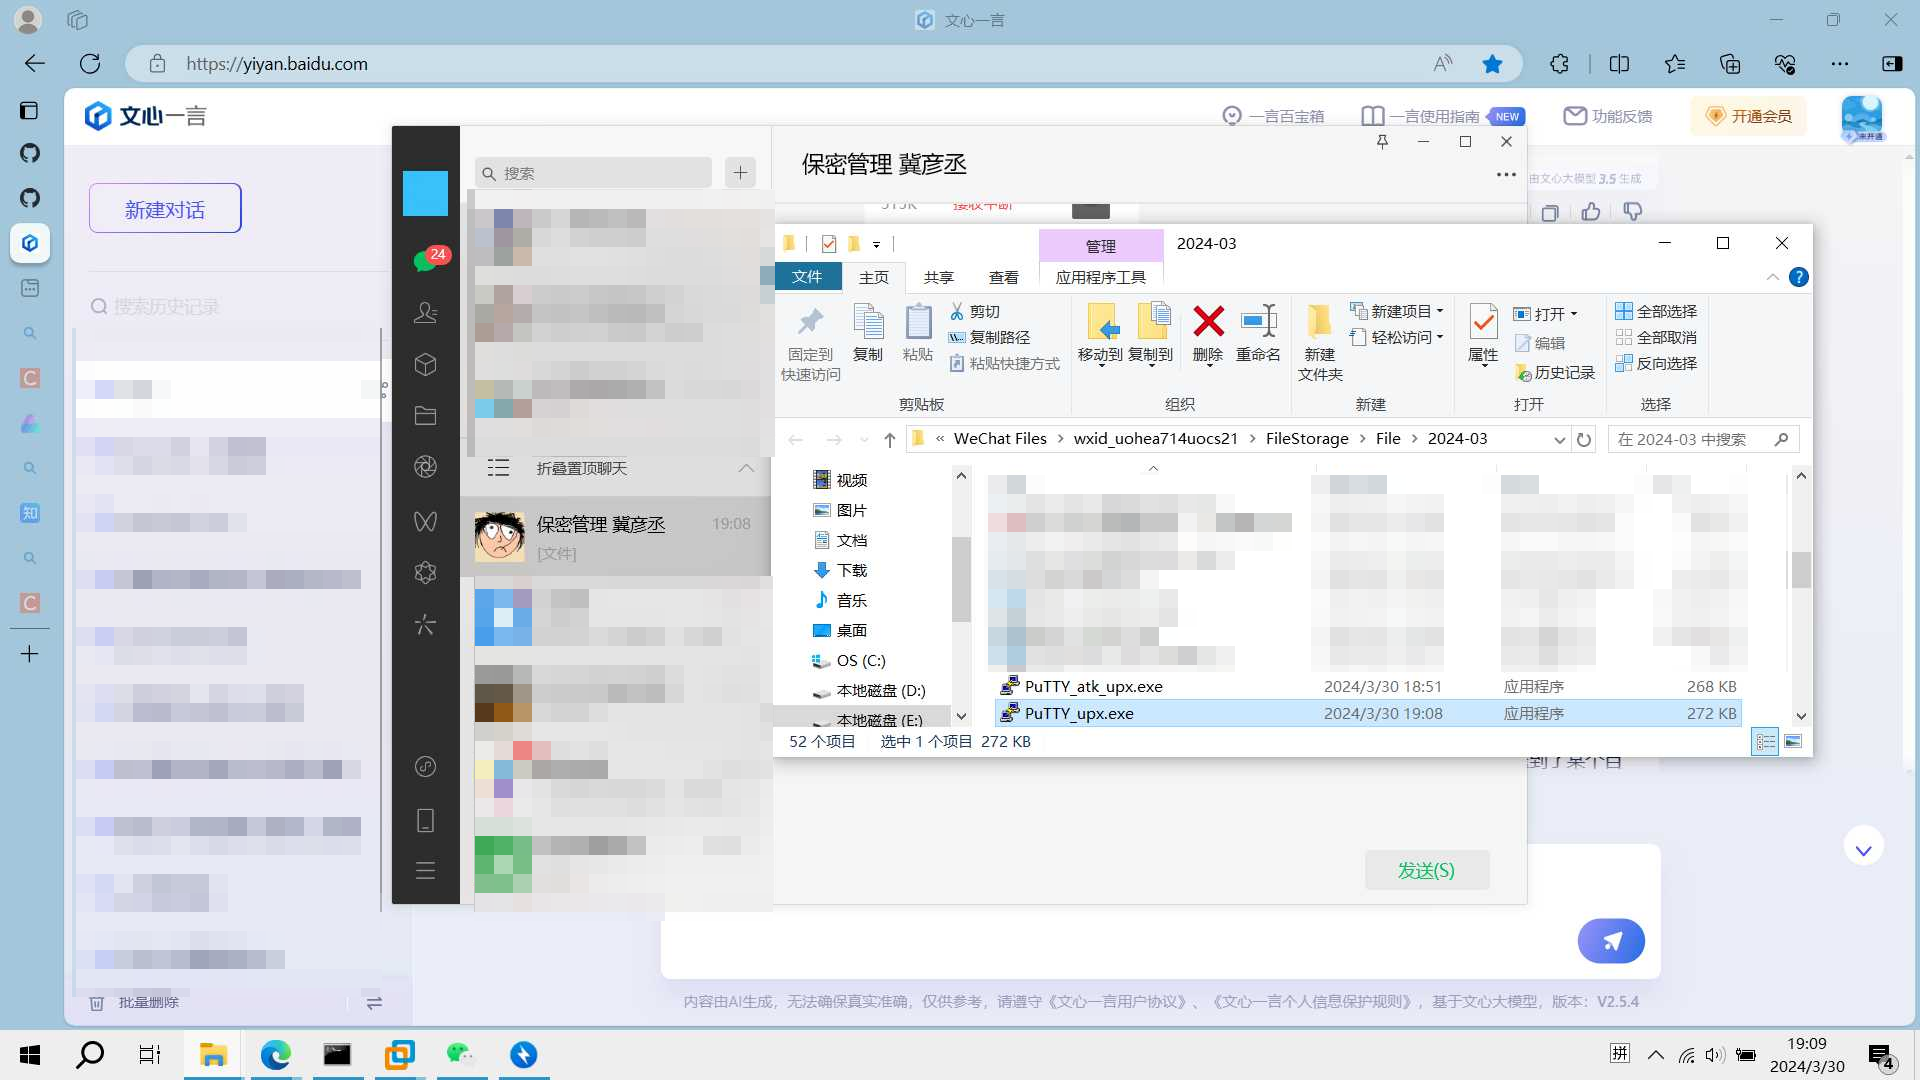 文心一言
https://yiyan.baidu.com
文心一言
一言百宝箱
一言使用指南
NEW
功能反馈
开通会员
未开通
新建对话
搜索历史记录
批量删除
搜索
24
折叠置顶聊天
保密管理 冀彦丞
19:08
[文件]
保密管理 冀彦丞
315K
接收中断
由文心大模型 3.5 生成
管理
2024-03
文件
主页
共享
查看
应用程序工具
固定到
快速访问
复制
粘贴
剪切
复制路径
粘贴快捷方式
剪贴板
移动到
复制到
删除
重命名
组织
新建
文件夹
新建项目
轻松访问
新建
属性
打开
编辑
历史记录
打开
全部选择
全部取消
反向选择
选择
« WeChat Files › wxid_uohea714uocs21 › FileStorage › File › 2024-03
在 2024-03 中搜索
视频
图片
文档
下载
音乐
桌面
OS (C:)
本地磁盘 (D:)
本地磁盘 (E:)
PuTTY_atk_upx.exe 2024/3/30 18:51 应用程序 268 KB
PuTTY_upx.exe 2024/3/30 19:08 应用程序 272 KB
52 个项目 选中 1 个项目 272 KB
到了某个目
发送(S)
内容由AI生成，无法确保真实准确，仅供参考，请遵守《文心一言用户协议》、《文心一言个人信息保护规则》，基于文心大模型，版本：V2.5.4
拼
19:09
2024/3/30
4